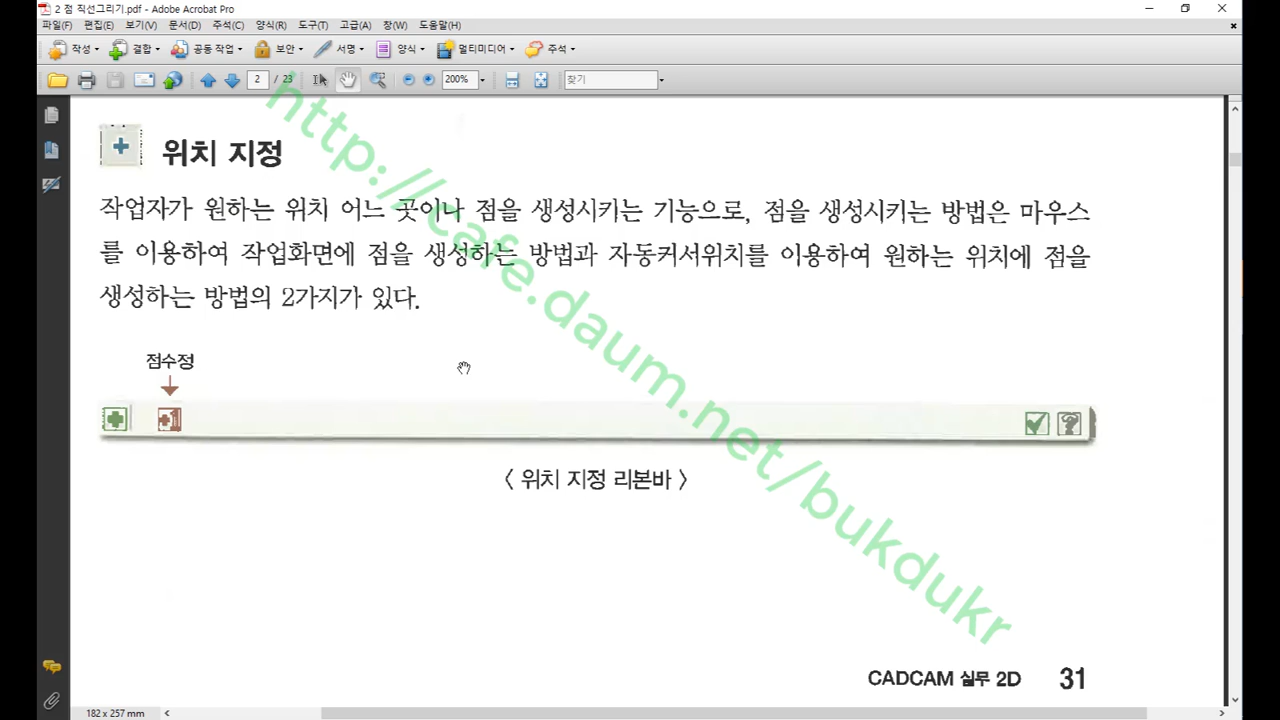 2 점 직선그리기.pdf - Adobe Acrobat Pro
파일(F) 편집(E) 보기(V) 문서(D) 주석(C) 양식(R) 도구(T) 고급(A) 창(W) 도움말(H)
작성 결합 공동 작업 보안 서명 양식 멀티미디어 주석
2 / 23 200% 찾기
위치 지정
작업자가 원하는 위치 어느 곳이나 점을 생성시키는 기능으로, 점을 생성시키는 방법은 마우스
를 이용하여 작업화면에 점을 생성하는 방법과 자동커서위치를 이용하여 원하는 위치에 점을
생성하는 방법의 2가지가 있다.
점수정
〈 위치 지정 리본바 〉
http://cafe.daum.net/bukdukr
CADCAM 실무 2D 31
182 x 257 mm